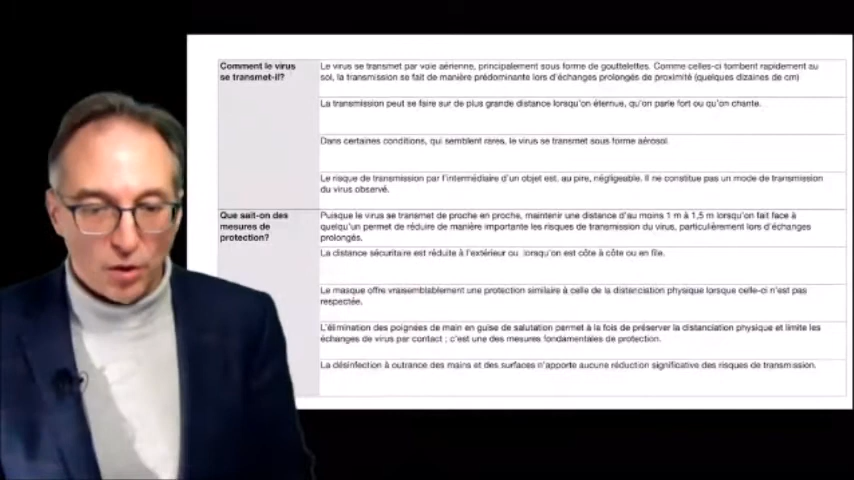 Comment le virus
se transmet-il?
Le virus se transmet par voie aérienne, principalement sous forme de gouttelettes. Comme celles-ci tombent rapidement au
sol, la transmission se fait de manière prédominante lors d'échanges prolongés de proximité (quelques dizaines de cm)
La transmission peut se faire sur de plus grande distance lorsqu'on éternue, qu'on parle fort ou qu'on chante.
Dans certaines conditions, qui semblent rares, le virus se transmet sous forme aérosol.
Le risque de transmission par l'intermédiaire d'un objet est, au pire, négligeable. Il ne constitue pas un mode de transmission
du virus observé.
Que sait-on des
mesures de
protection?
Puisque le virus se transmet de proche en proche, maintenir une distance d'au moins 1 m à 1,5 m lorsqu'on fait face à
quelqu'un permet de réduire de manière importante les risques de transmission du virus, particulièrement lors d'échanges
prolongés.
La distance sécuritaire est réduite à l'extérieur ou lorsqu'on est côte à côte ou en file.
Le masque offre vraisemblablement une protection similaire à celle de la distanciation physique lorsque celle-ci n'est pas
respectée.
L'élimination des poignées de main en guise de salutation permet à la fois de préserver la distanciation physique et limite les
échanges de virus par contact ; c'est une des mesures fondamentales de protection.
La désinfection à outrance des mains et des surfaces n'apporte aucune réduction significative des risques de transmission.